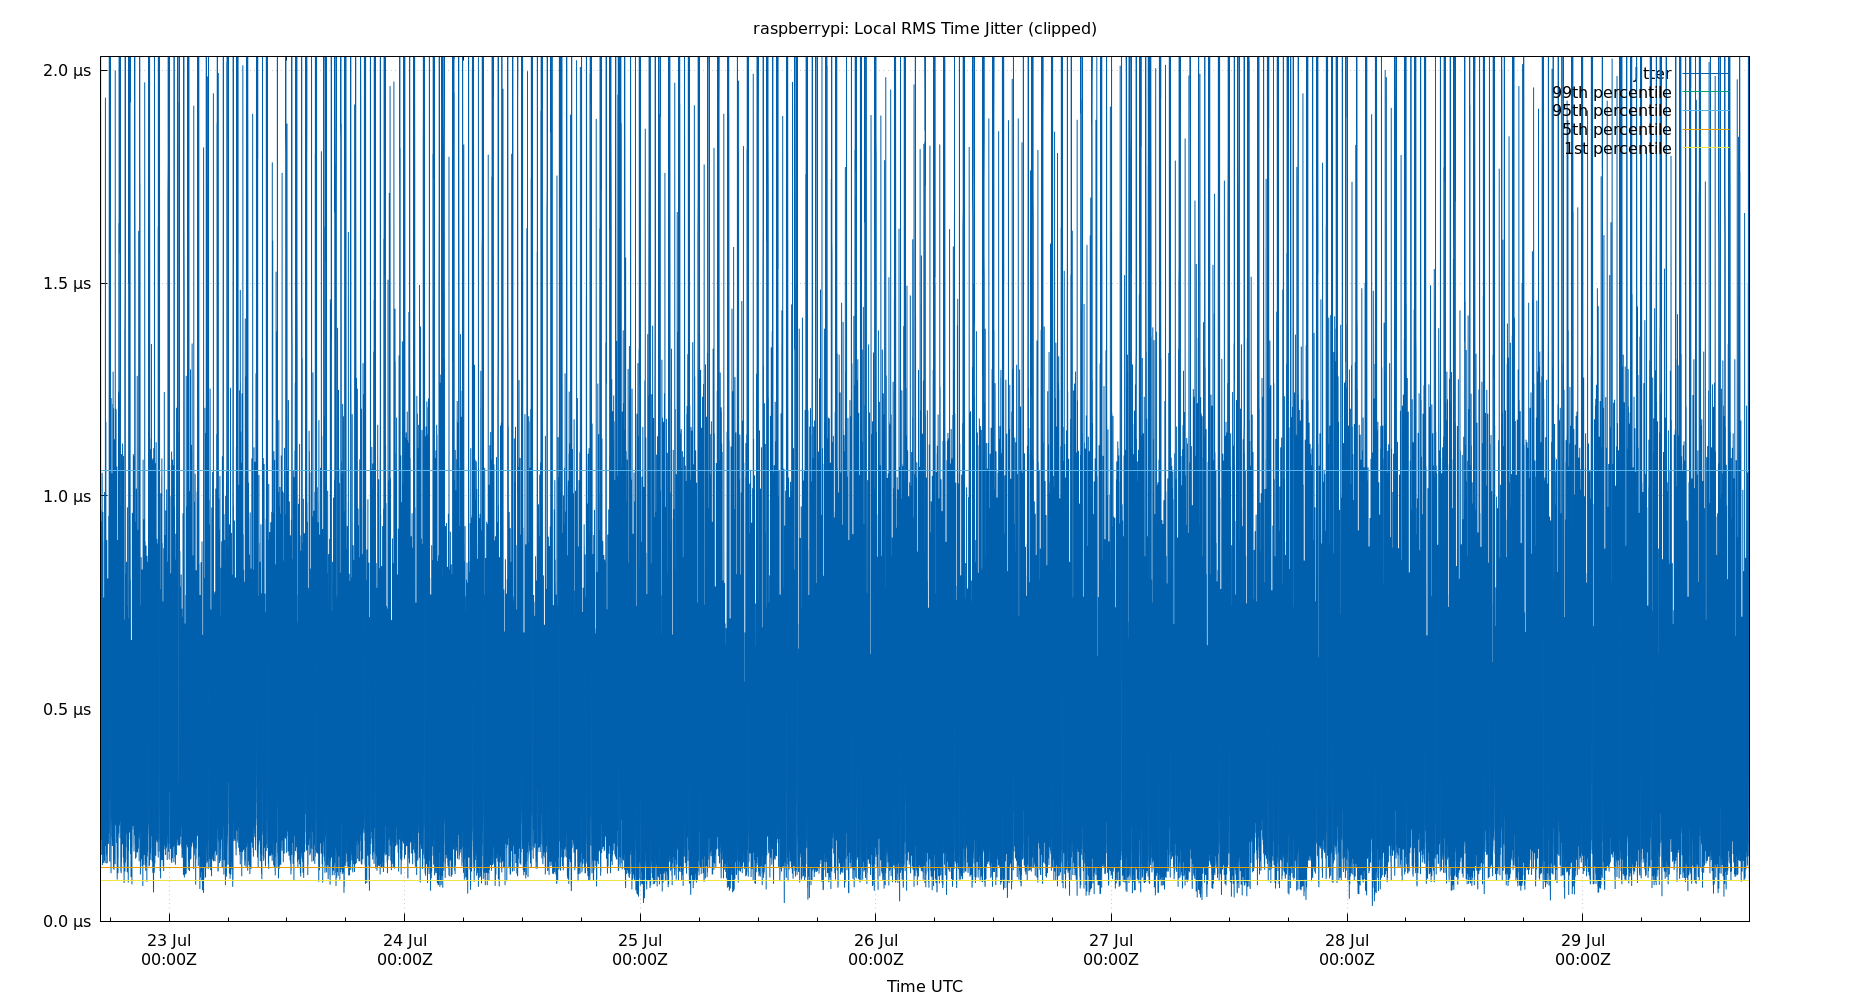 raspberrypi: Local RMS Time Jitter (clipped)
2.0 μs
1.5 μs
1.0 μs
0.5 μs
0.0 μs
jitter
99th percentile
95th percentile
5th percentile
1st percentile
23 Jul 24 Jul 25 Jul 26 Jul 27 Jul 28 Jul 29 Jul
00:00Z 00:00Z 00:00Z 00:00Z 00:00Z 00:00Z 00:00Z
Time UTC